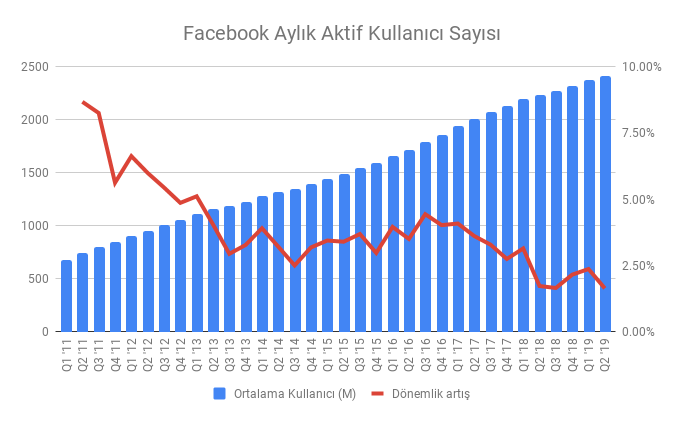 Facebook Aylık Aktif Kullanıcı Sayısı
2500
2000
1500
1000
500
0
10.00%
7.50%
5.00%
2.50%
0.00%
Q1 '11
Q2 '11
Q3 '11
Q4 '11
Q1 '12
Q2 '12
Q3 '12
Q4 '12
Q1 '13
Q2 '13
Q3 '13
Q4 '13
Q1 '14
Q2 '14
Q3 '14
Q4 '14
Q1 '15
Q2 '15
Q3 '15
Q4 '15
Q1 '16
Q2 '16
Q3 '16
Q4 '16
Q1 '17
Q2 '17
Q3 '17
Q4 '17
Q1 '18
Q2 '18
Q3 '18
Q4 '18
Q1 '19
Q2 '19
Ortalama Kullanıcı (M)
Dönemlik artış